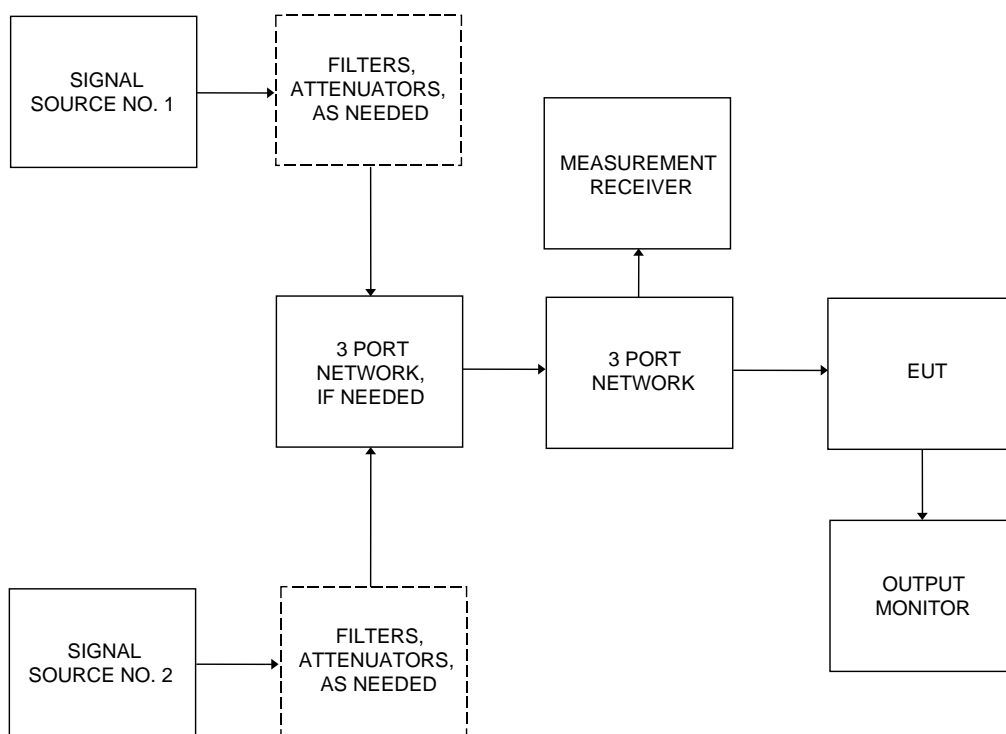 SIGNAL
SOURCE NO. 1
FILTERS,
ATTENUATORS,
AS NEEDED
MEASUREMENT
RECEIVER
3 PORT
NETWORK,
IF NEEDED
3 PORT
NETWORK
EUT
OUTPUT
MONITOR
SIGNAL
SOURCE NO. 2
FILTERS,
ATTENUATORS,
AS NEEDED